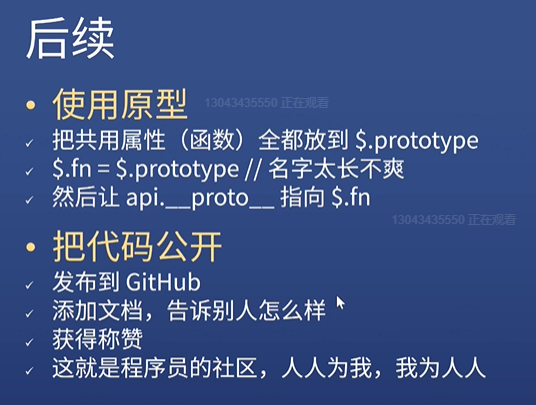 后续
• 使用原型
13043435550 正在观看
✓ 把共用属性（函数）全都放到 $.prototype
✓ $.fn = $.prototype // 名字太长不爽
✓ 然后让 api.__proto__ 指向 $.fn
13043435550 正在观看
• 把代码公开
✓ 发布到 GitHub
✓ 添加文档，告诉别人怎么样
✓ 获得称赞
✓ 这就是程序员的社区，人人为我，我为人人